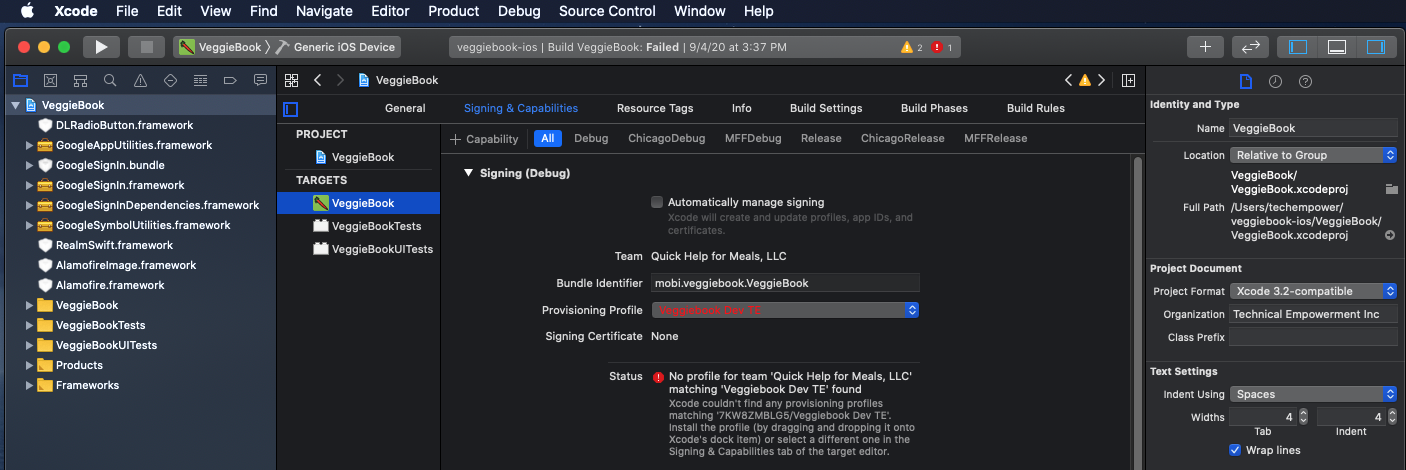 Xcode File Edit View Find Navigate Editor Product Debug Source Control Window Help
VeggieBook Generic iOS Device
veggiebook-ios | Build VeggieBook: Failed | 9/4/20 at 3:37 PM 2 1
VeggieBook
DLRadioButton.framework
GoogleAppUtilities.framework
GoogleSignIn.bundle
GoogleSignIn.framework
GoogleSignInDependencies.framework
GoogleSymbolUtilities.framework
RealmSwift.framework
AlamofireImage.framework
Alamofire.framework
VeggieBook
VeggieBookTests
VeggieBookUITests
Products
Frameworks
VeggieBook
General Signing & Capabilities Resource Tags Info Build Settings Build Phases Build Rules
PROJECT
VeggieBook
TARGETS
VeggieBook
VeggieBookTests
VeggieBookUITests
+ Capability All Debug ChicagoDebug MFFDebug Release ChicagoRelease MFFRelease
Signing (Debug)
Automatically manage signing
Xcode will create and update profiles, app IDs, and
certificates.
Team Quick Help for Meals, LLC
Bundle Identifier mobi.veggiebook.VeggieBook
Provisioning Profile Veggiebook Dev TE
Signing Certificate None
Status No profile for team 'Quick Help for Meals, LLC'
matching 'Veggiebook Dev TE' found
Xcode couldn't find any provisioning profiles
matching '7KW8ZMBLG5/Veggiebook Dev TE'.
Install the profile (by dragging and dropping it onto
Xcode's dock item) or select a different one in the
Signing & Capabilities tab of the target editor.
Identity and Type
Name VeggieBook
Location Relative to Group
VeggieBook/
VeggieBook.xcodeproj
Full Path /Users/techempower/
veggiebook-ios/VeggieBook/
VeggieBook.xcodeproj
Project Document
Project Format Xcode 3.2-compatible
Organization Technical Empowerment Inc
Class Prefix
Text Settings
Indent Using Spaces
Widths 4 4
Tab Indent
Wrap lines